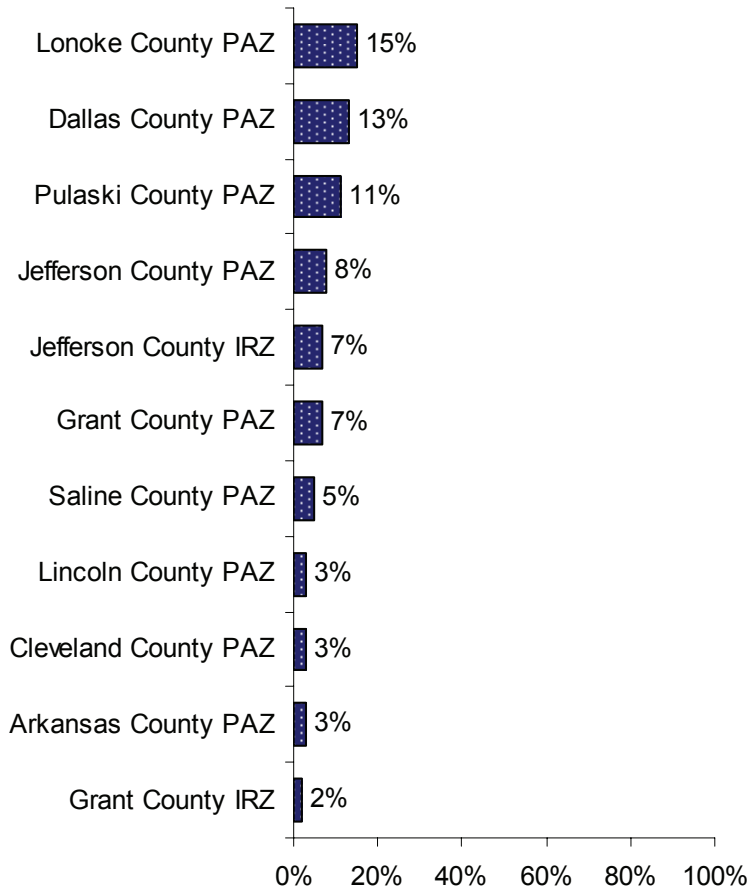 Lonoke County PAZ 15%
Dallas County PAZ 13%
Pulaski County PAZ 11%
Jefferson County PAZ 8%
Jefferson County IRZ 7%
Grant County PAZ 7%
Saline County PAZ 5%
Lincoln County PAZ 3%
Cleveland County PAZ 3%
Arkansas County PAZ 3%
Grant County IRZ 2%
0% 20% 40% 60% 80% 100%